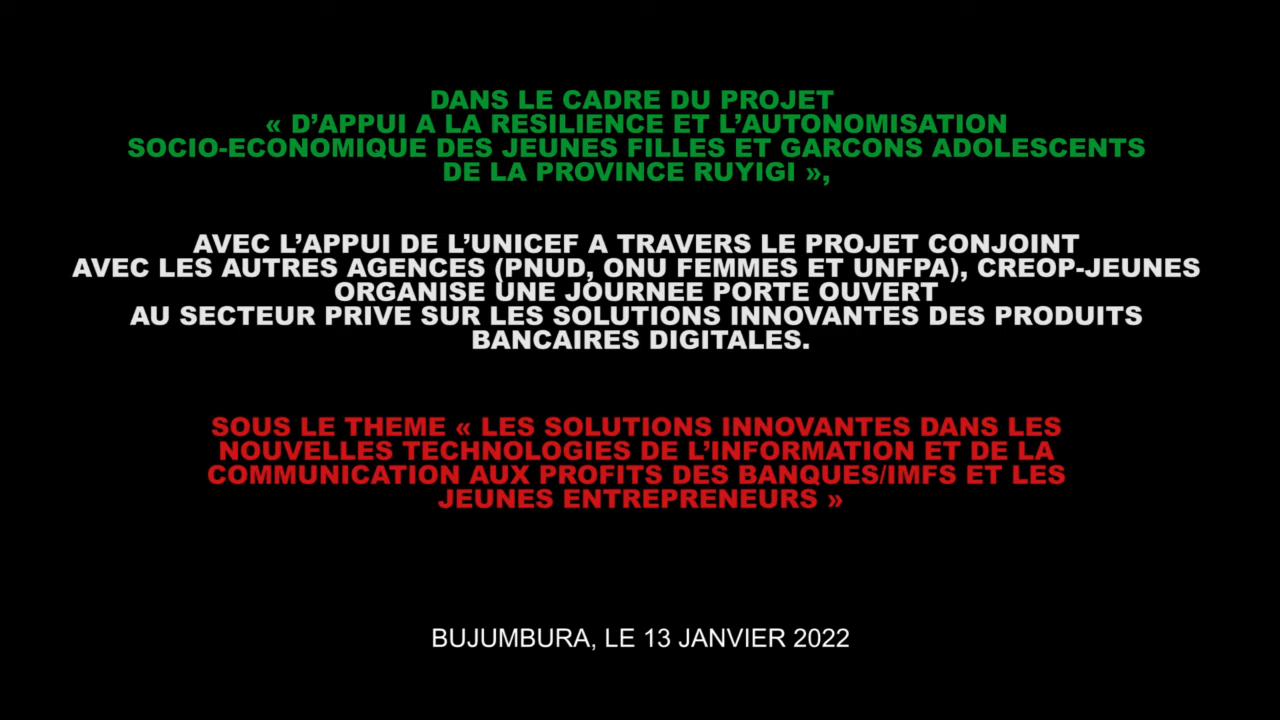 DANS LE CADRE DU PROJET
« D’APPUI A LA RESILIENCE ET L’AUTONOMISATION
SOCIO-ECONOMIQUE DES JEUNES FILLES ET GARCONS ADOLESCENTS
DE LA PROVINCE RUYIGI »,
AVEC L’APPUI DE L’UNICEF A TRAVERS LE PROJET CONJOINT
AVEC LES AUTRES AGENCES (PNUD, ONU FEMMES ET UNFPA), CREOP-JEUNES
ORGANISE UNE JOURNEE PORTE OUVERT
AU SECTEUR PRIVE SUR LES SOLUTIONS INNOVANTES DES PRODUITS
BANCAIRES DIGITALES.
SOUS LE THEME « LES SOLUTIONS INNOVANTES DANS LES
NOUVELLES TECHNOLOGIES DE L’INFORMATION ET DE LA
COMMUNICATION AUX PROFITS DES BANQUES/IMFS ET LES
JEUNES ENTREPRENEURS »
BUJUMBURA, LE 13 JANVIER 2022